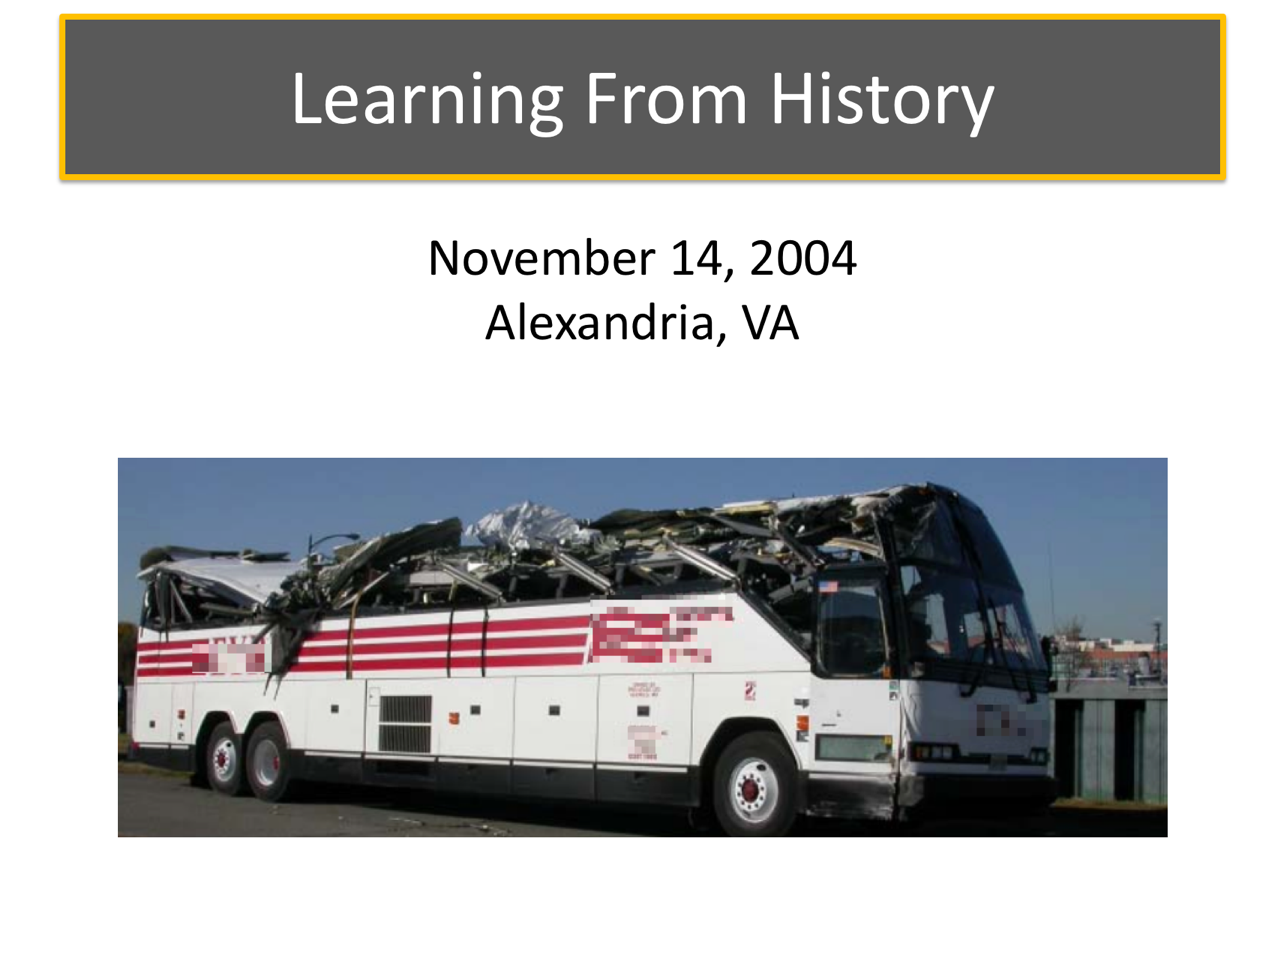 Learning From History
November 14, 2004
Alexandria, VA